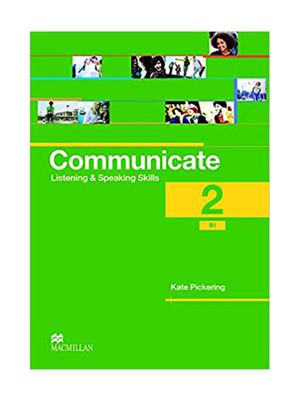 Communicate
Listening & Speaking Skills
2
B1
Kate Pickering
MACMILLAN